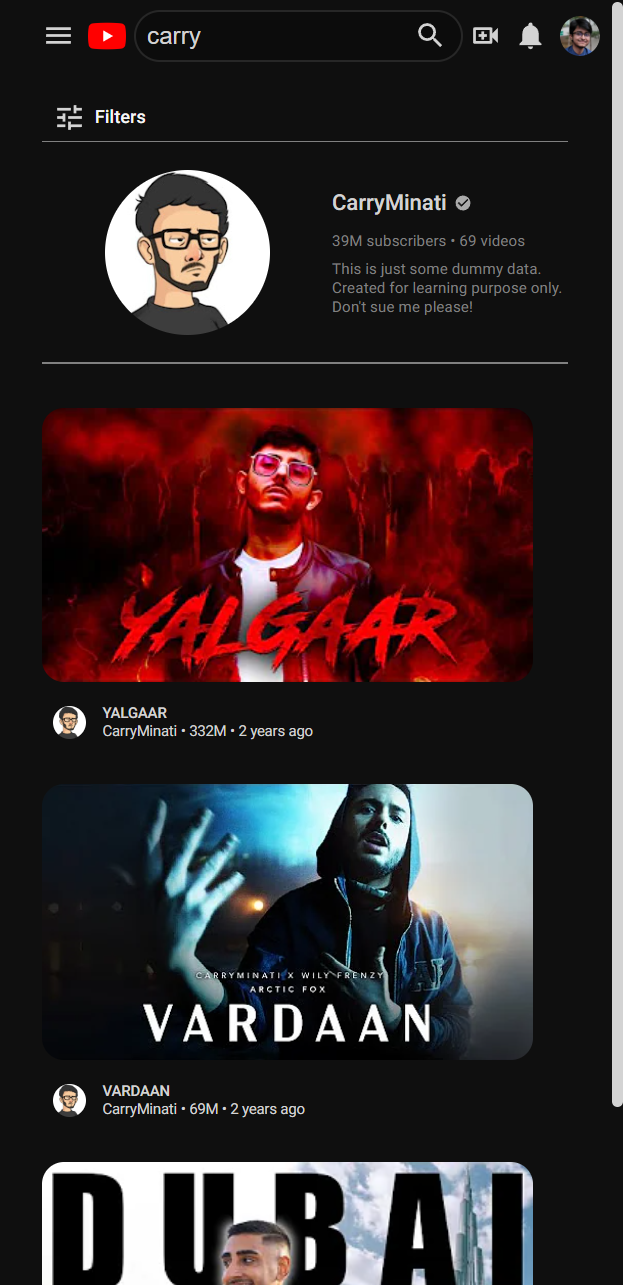 carry
Filters
CarryMinati
39M subscribers • 69 videos
This is just some dummy data.
Created for learning purpose only.
Don't sue me please!
YALGAAR
YALGAAR
CarryMinati • 332M • 2 years ago
CARRYMINATI X WILY FRENZY
ARCTIC FOX
VARDAAN
VARDAAN
CarryMinati • 69M • 2 years ago
DUBAI